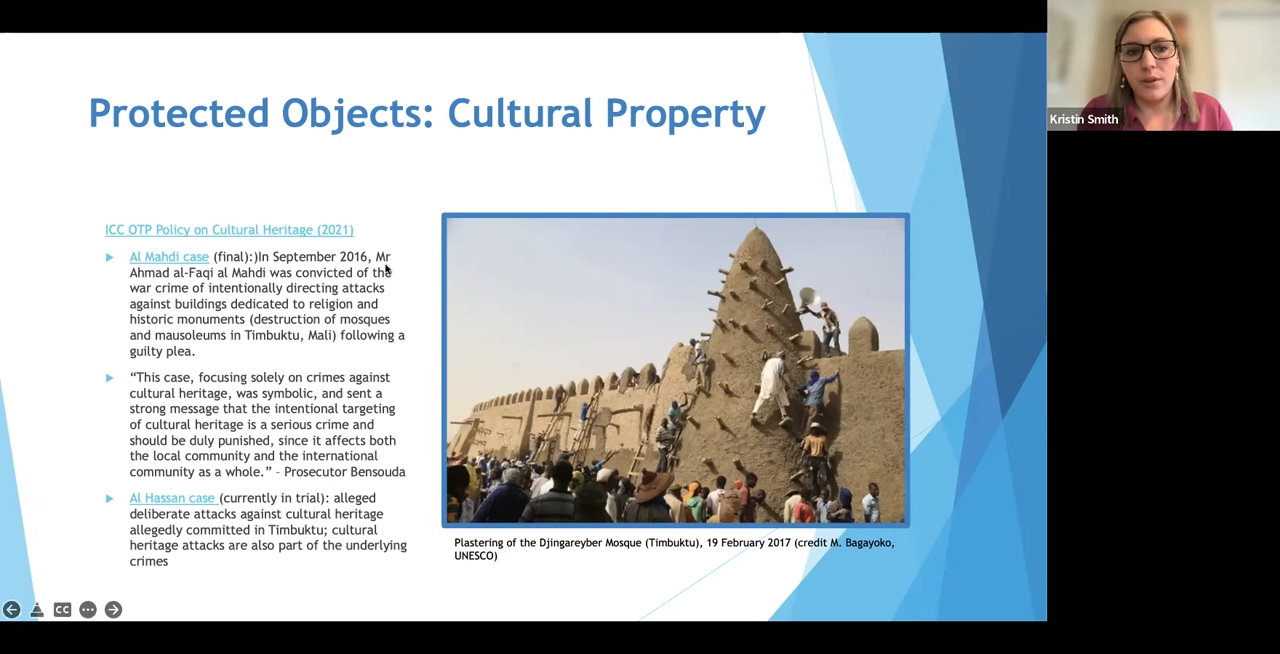 Protected Objects: Cultural Property
ICC OTP Policy on Cultural Heritage (2021)
Al Mahdi case (final):)In September 2016, Mr
Ahmad al-Faqi al Mahdi was convicted of the
war crime of intentionally directing attacks
against buildings dedicated to religion and
historic monuments (destruction of mosques
and mausoleums in Timbuktu, Mali) following a
guilty plea.
“This case, focusing solely on crimes against
cultural heritage, was symbolic, and sent a
strong message that the intentional targeting
of cultural heritage is a serious crime and
should be duly punished, since it affects both
the local community and the international
community as a whole.” – Prosecutor Bensouda
Al Hassan case (currently in trial): alleged
deliberate attacks against cultural heritage
allegedly committed in Timbuktu; cultural
heritage attacks are also part of the underlying
crimes
Plastering of the Djingareyber Mosque (Timbuktu), 19 February 2017 (credit M. Bagayoko,
UNESCO)
CC
Kristin Smith